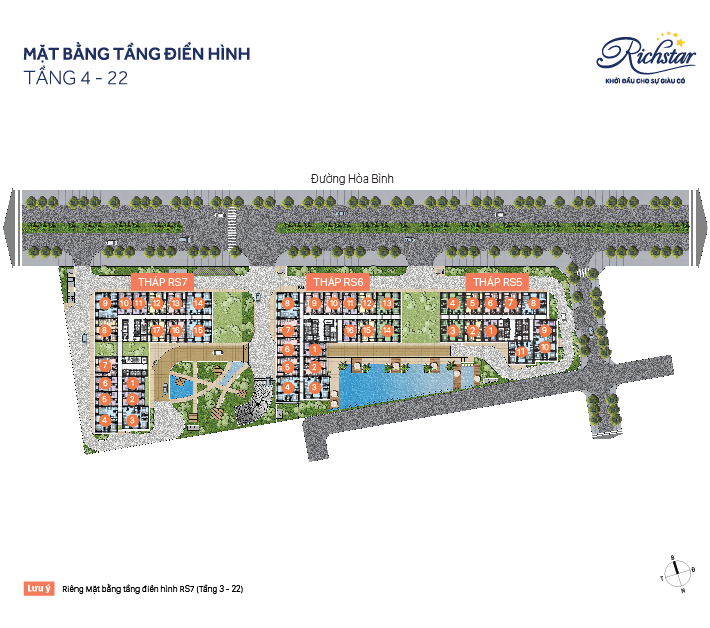 MẶT BẰNG TẦNG ĐIỂN HÌNH
TẦNG 4 - 22
Richstar
KHỞI ĐẦU CHO SỰ GIÀU CÓ
Đường Hòa Bình
THÁP RS7
THÁP RS6
THÁP RS5
9 10 11 12 13 14
8 17 16 15
7
6 1
5 2
4 3
8 9 10 11 12 13
7 16 15 14
6 1
5 2
4 3
4 5 6 7 8
3 2 1 9
11 10
B
T Đ
N
Lưu ý Riêng Mặt bằng tầng điển hình RS7 (Tầng 3 - 22)